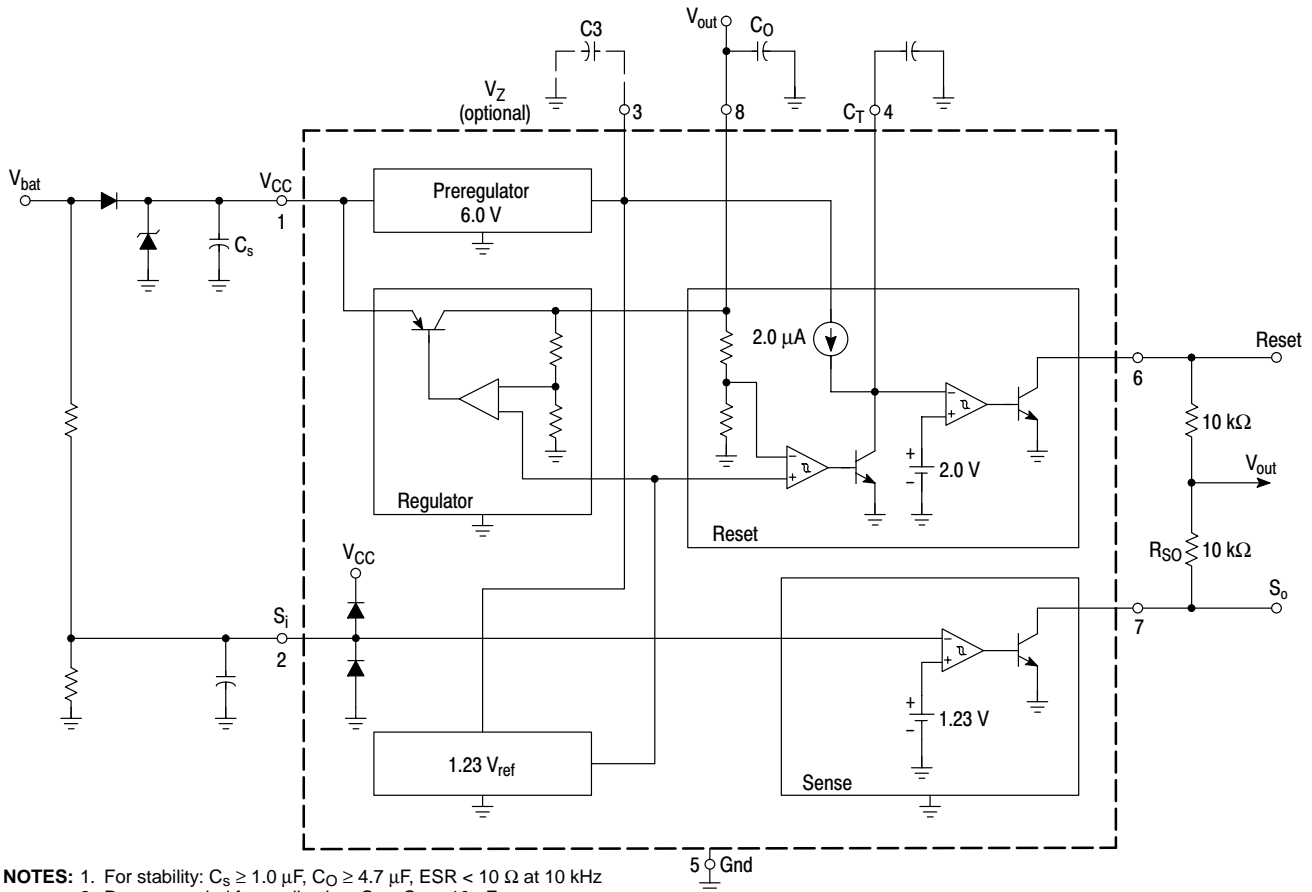 C3
Vout
CO
VZ
(optional)
3
8
CT 4
Vbat
VCC
1
Preregulator
6.0 V
Cs
2.0 μA
Reset
6
10 kΩ
2.0 V
Vout
Regulator
Reset
RSO 10 kΩ
VCC
Si
2
So
7
1.23 V
1.23 Vref
Sense
5 Gnd
NOTES: 1. For stability: Cs ≥ 1.0 μF, CO ≥ 4.7 μF, ESR < 10 Ω at 10 kHz